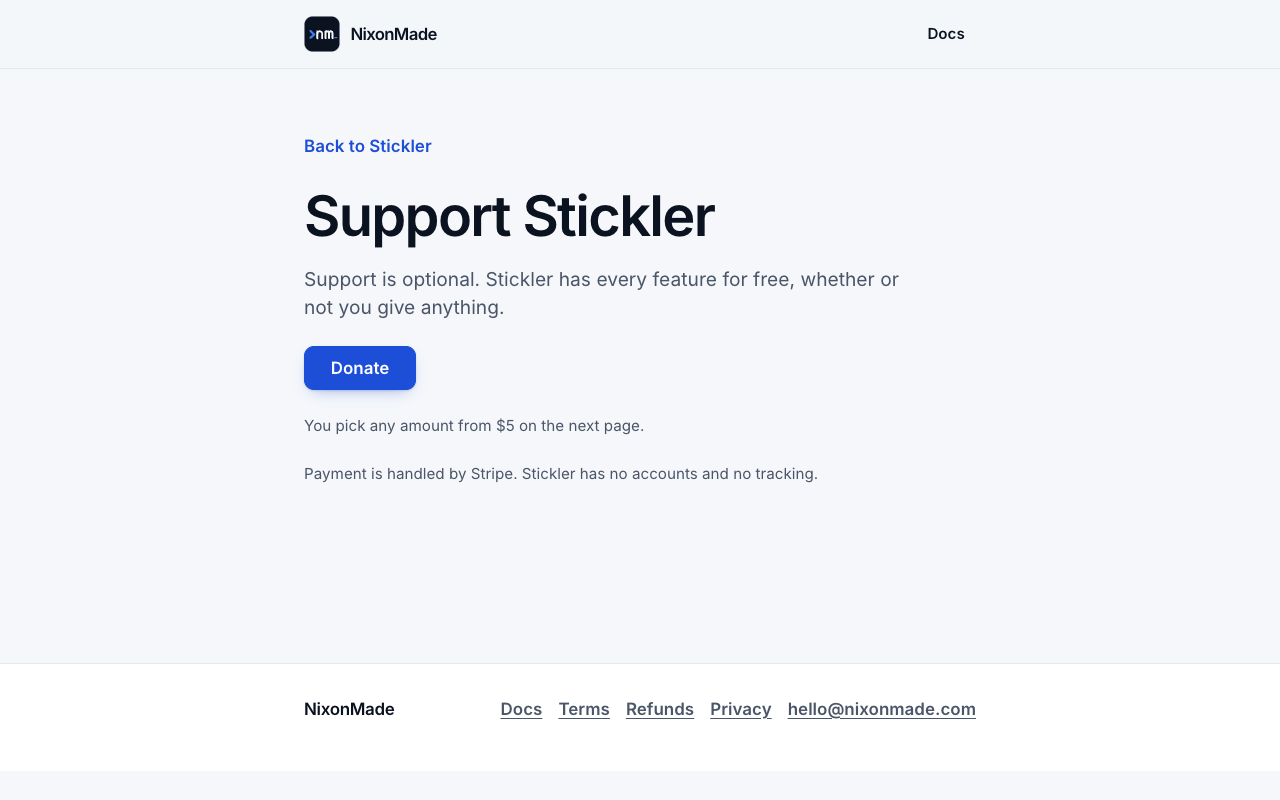 >nm_ NixonMade Docs
Back to Stickler
Support Stickler
Support is optional. Stickler has every feature for free, whether or
not you give anything.
Donate
You pick any amount from $5 on the next page.
Payment is handled by Stripe. Stickler has no accounts and no tracking.
NixonMade Docs Terms Refunds Privacy hello@nixonmade.com